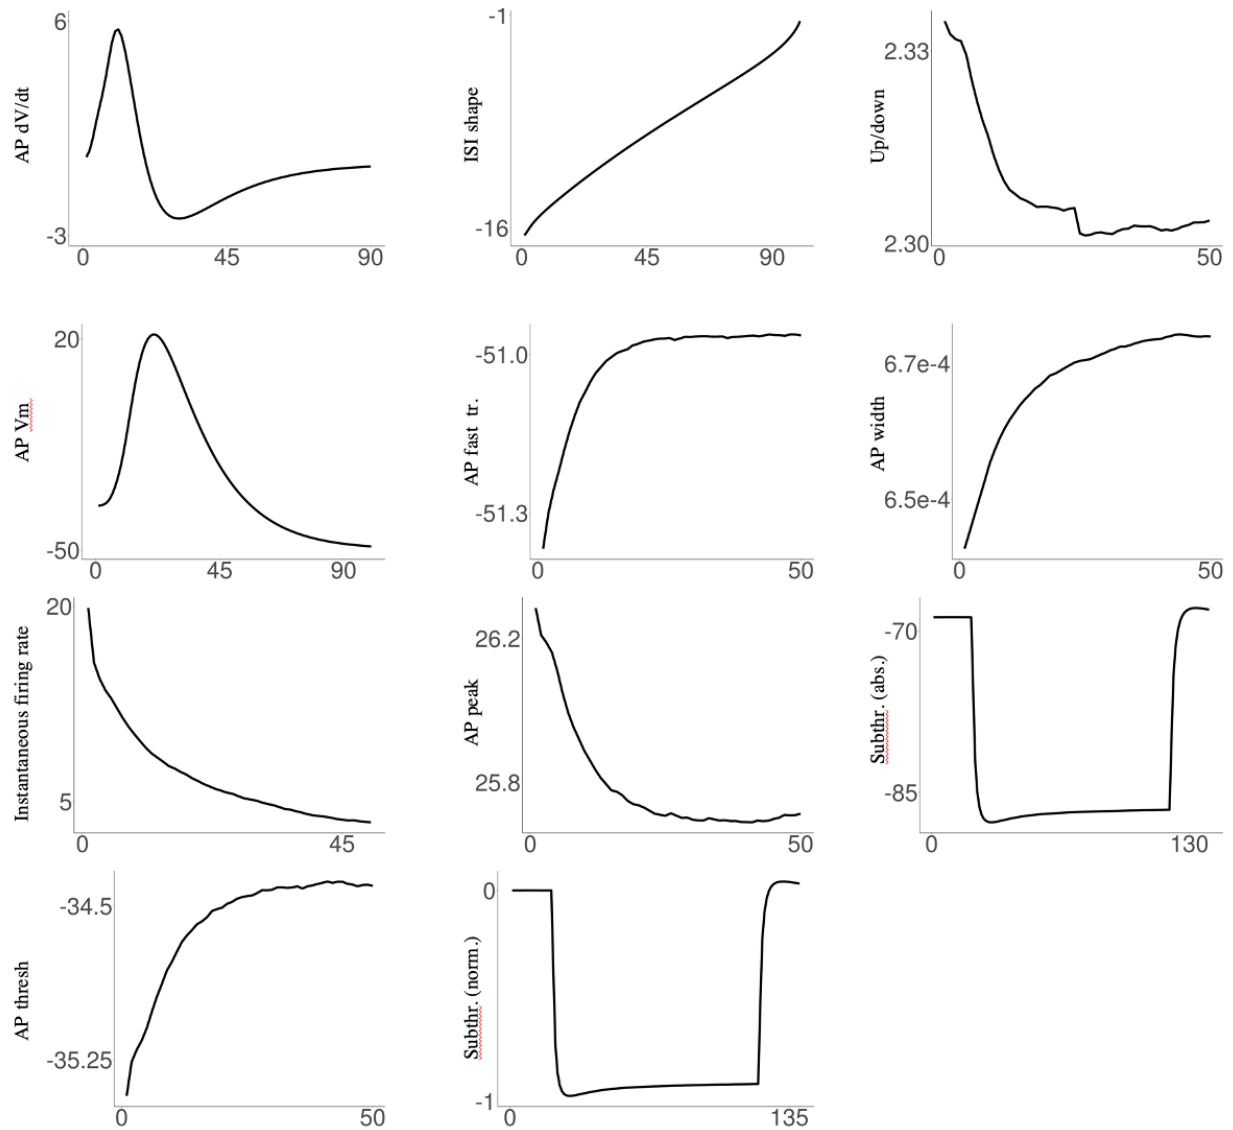 AP dV/dt
6
-3
0 45 90
ISI shape
-1
-16
0 45 90
Up/down
2.33
2.30
0 50
AP Vm
20
-50
0 45 90
AP fast tr.
-51.0
-51.3
0 50
AP width
6.7e-4
6.5e-4
0 50
Instantaneous firing rate
20
5
0 45
AP peak
26.2
25.8
0 50
Subthr. (abs.)
-70
-85
0 130
AP thresh
-34.5
-35.25
0 50
Subthr. (norm.)
0
-1
0 135